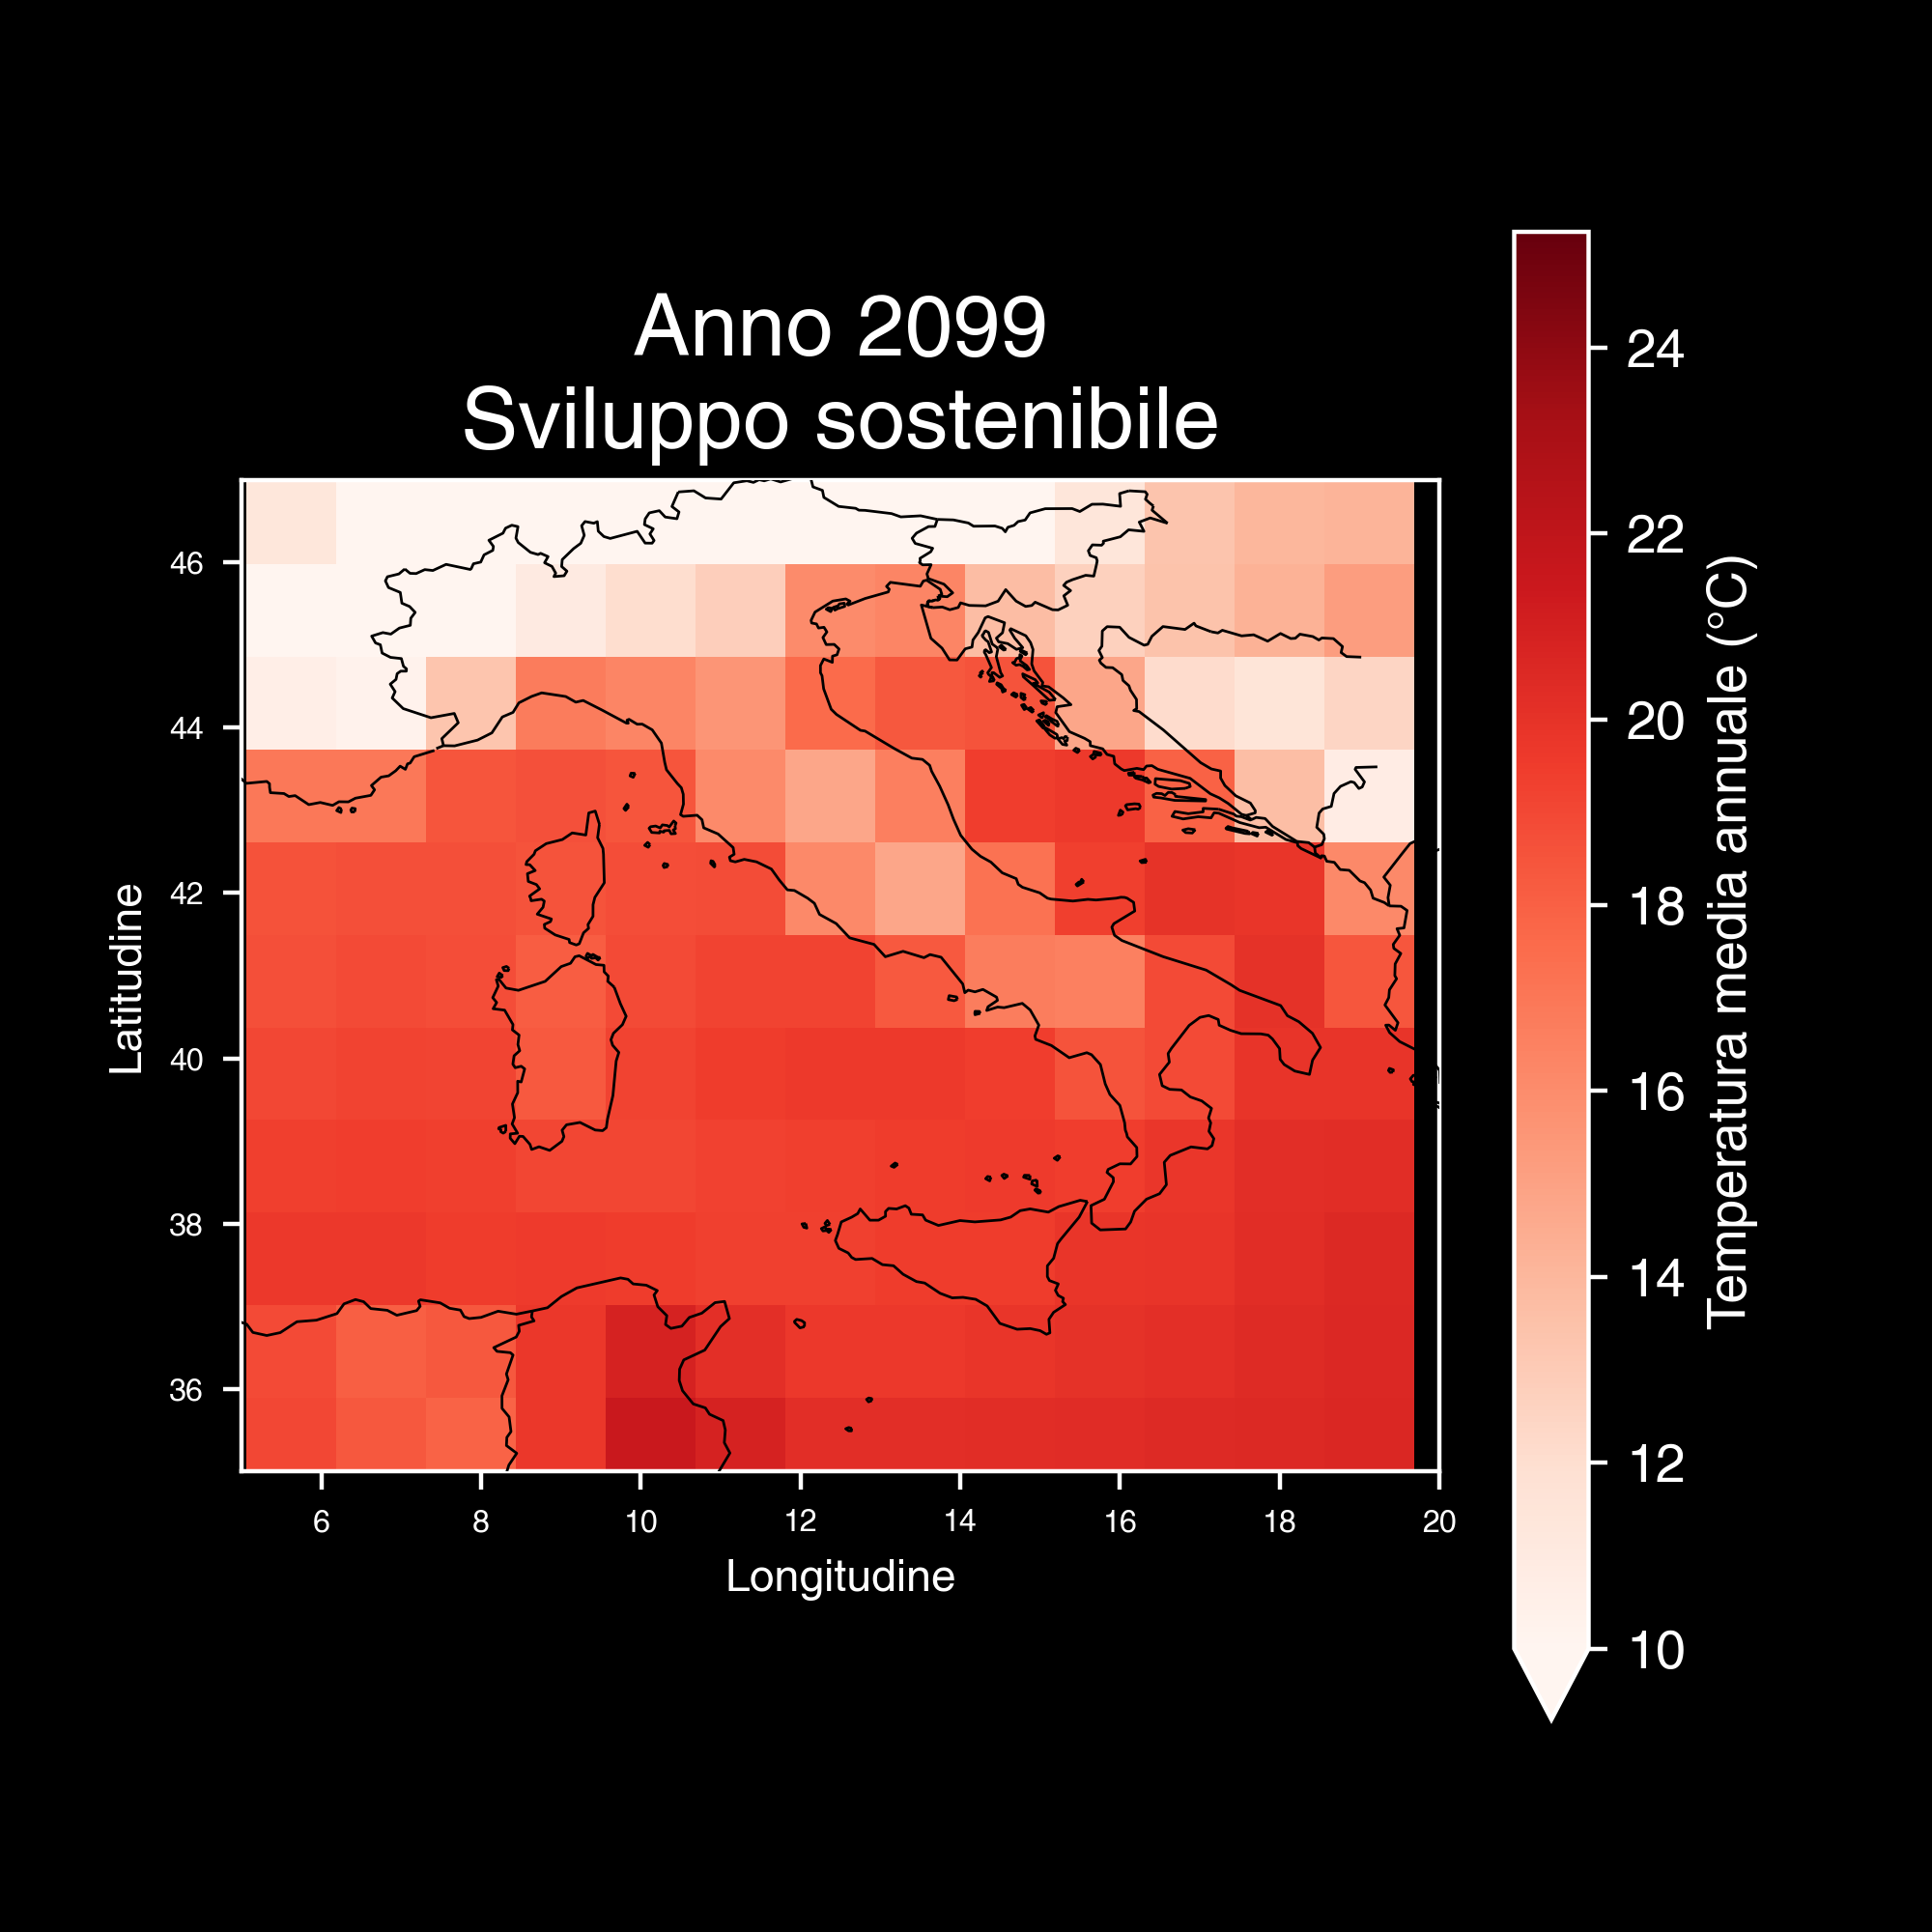 Anno 2099
Sviluppo sostenibile
46
44
42
40
38
36
Latitudine
6 8 10 12 14 16 18 20
Longitudine
24
22
20
18
16
14
12
10
Temperatura media annuale (°C)